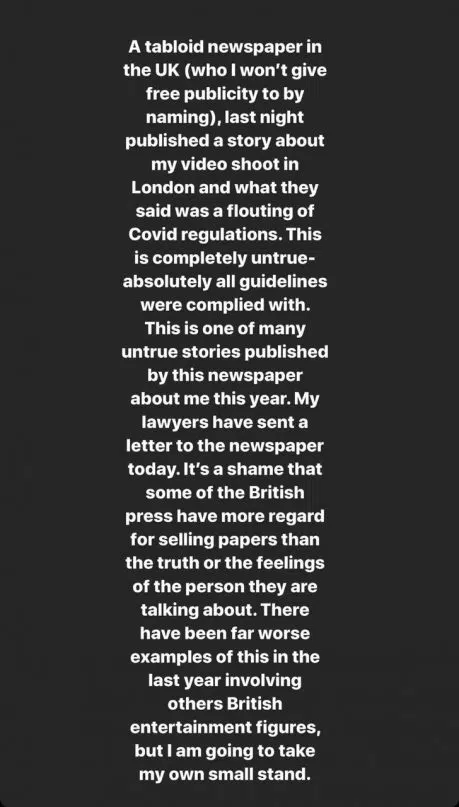 A tabloid newspaper in
the UK (who I won’t give
free publicity to by
naming), last night
published a story about
my video shoot in
London and what they
said was a flouting of
Covid regulations. This
is completely untrue-
absolutely all guidelines
were complied with.
This is one of many
untrue stories published
by this newspaper
about me this year. My
lawyers have sent a
letter to the newspaper
today. It’s a shame that
some of the British
press have more regard
for selling papers than
the truth or the feelings
of the person they are
talking about. There
have been far worse
examples of this in the
last year involving
others British
entertainment figures,
but I am going to take
my own small stand.